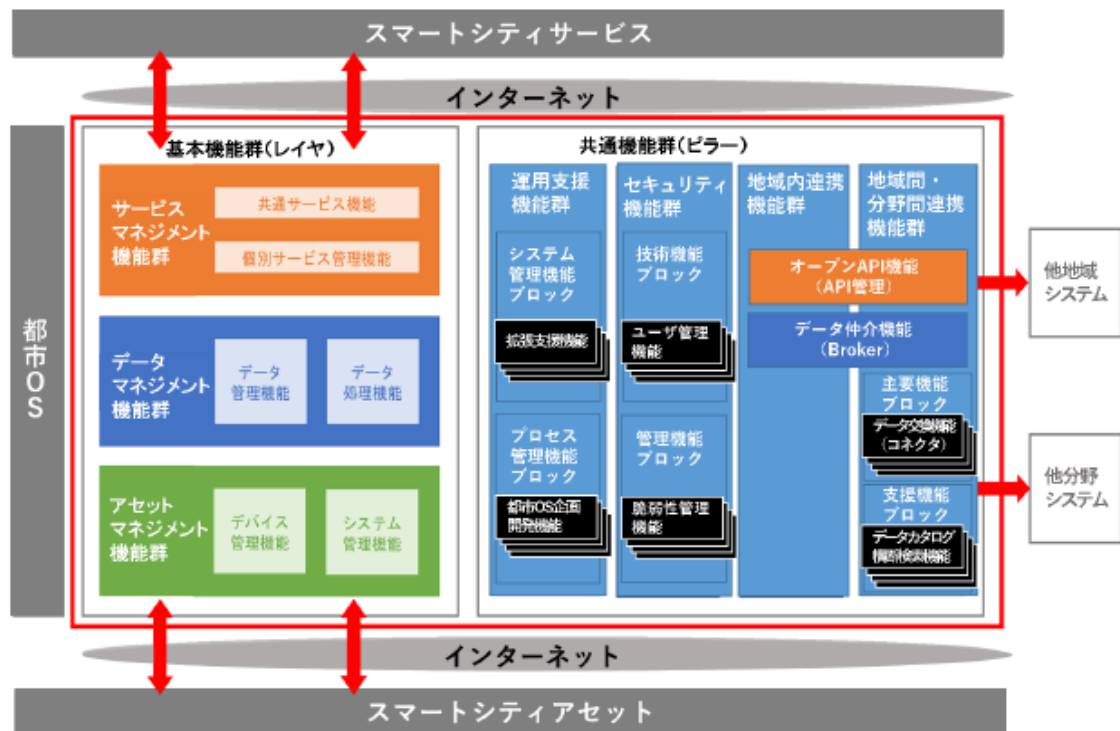 スマートシティサービス
インターネット
都市OS
基本機能群(レイヤ)
サービス
マネジメント
機能群
共通サービス機能
個別サービス管理機能
データ
マネジメント
機能群
データ
管理機能
データ
処理機能
アセット
マネジメント
機能群
デバイス
管理機能
システム
管理機能
共通機能群(ピラー)
運用支援
機能群
システム
管理機能
ブロック
拡張支援機能
プロセス
管理機能
ブロック
都市OS企画
開発機能
セキュリティ
機能群
技術機能
ブロック
ユーザ管理
機能
管理機能
ブロック
脆弱性管理
機能
地域内連携
機能群
地域間・
分野間連携
機能群
オープンAPI機能
(API管理)
データ仲介機能
(Broker)
主要機能
ブロック
データ交換機能
(コネクタ)
支援機能
ブロック
データカタログ
横断検索機能
他地域
システム
他分野
システム
インターネット
スマートシティアセット